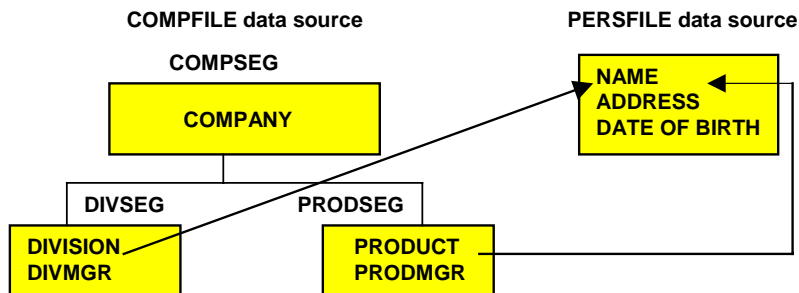 COMPFILE data source
PERSFILE data source
COMPSEG
COMPANY
NAME
ADDRESS
DATE OF BIRTH
DIVSEG
PRODSEG
DIVISION
DIVMGR
PRODUCT
PRODMGR